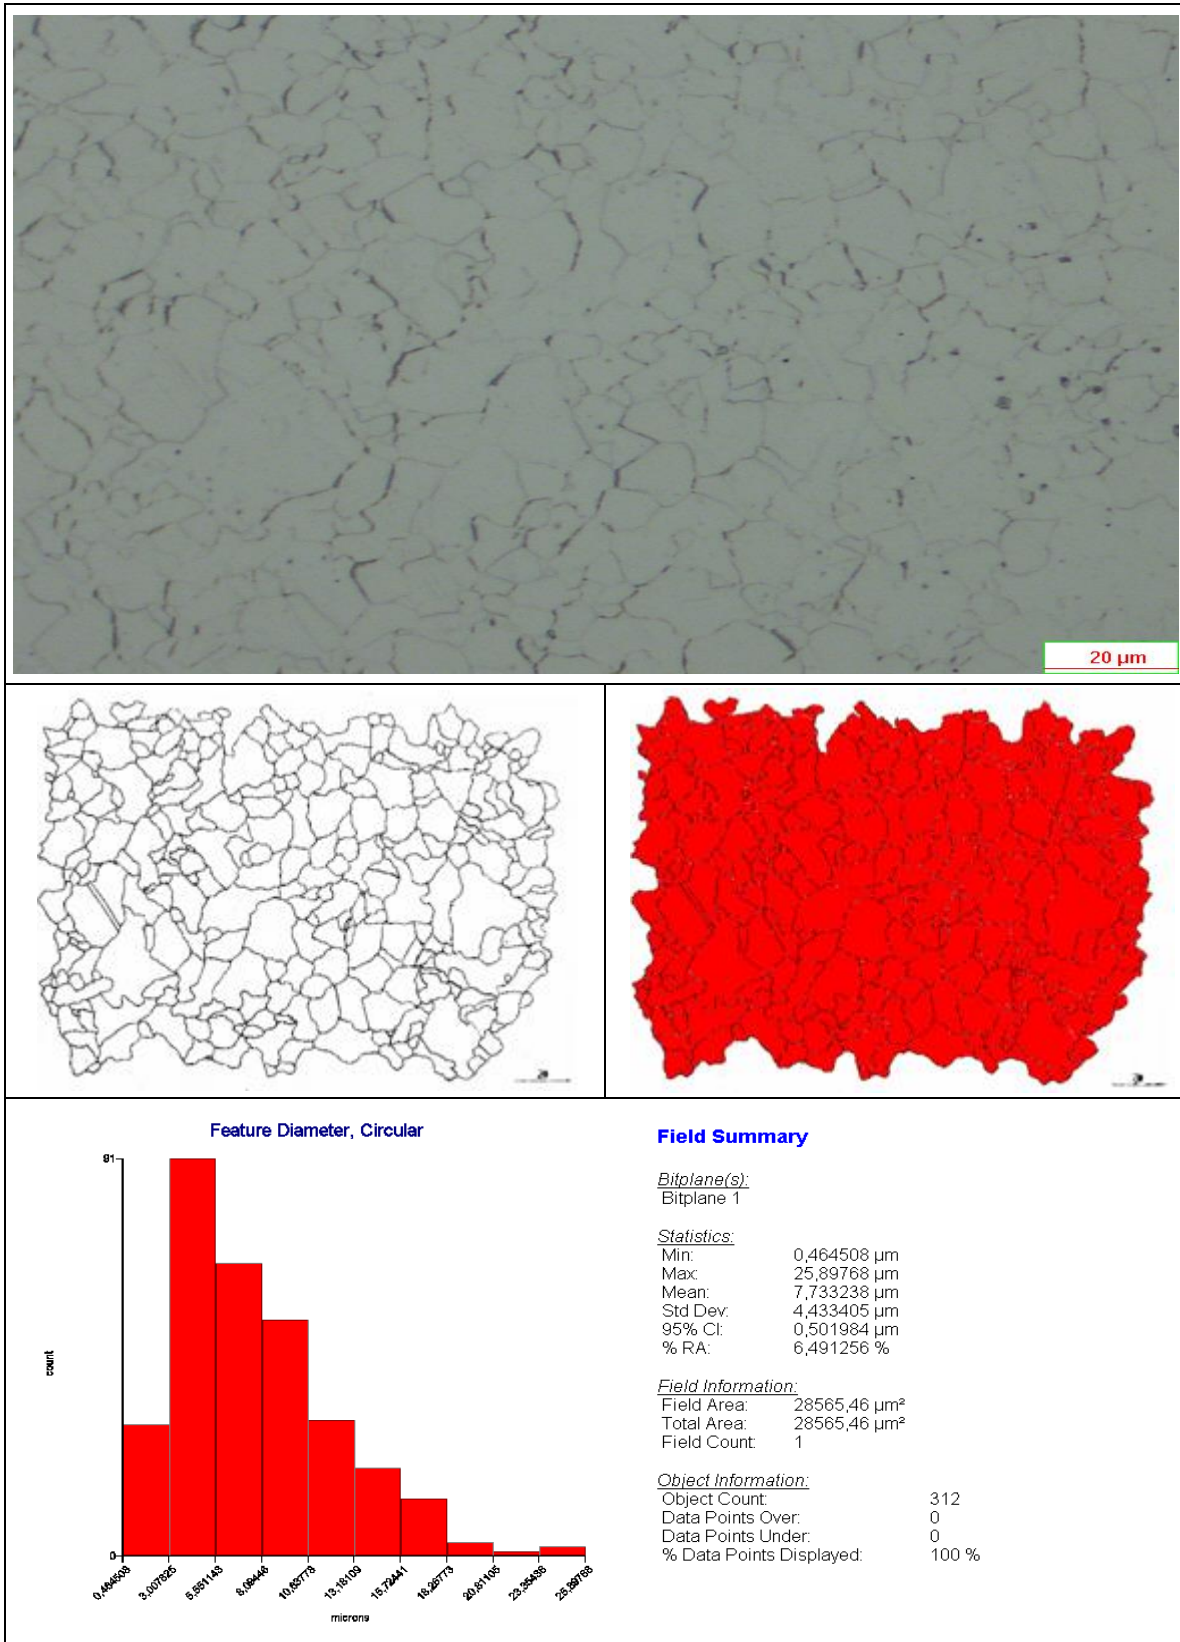 20 µm
Feature Diameter, Circular
91
count
0
0,464508
3,007825
5,551143
8,09446
10,63778
13,18109
15,72441
18,26773
20,81105
23,35436
25,89768
microns
Field Summary
Bitplane(s):
Bitplane 1
Statistics:
Min: 0,464508 µm
Max: 25,89768 µm
Mean: 7,733238 µm
Std Dev: 4,433405 µm
95% CI: 0,501984 µm
% RA: 6,491256 %
Field Information:
Field Area: 28565,46 µm²
Total Area: 28565,46 µm²
Field Count: 1
Object Information:
Object Count: 312
Data Points Over: 0
Data Points Under: 0
% Data Points Displayed: 100 %